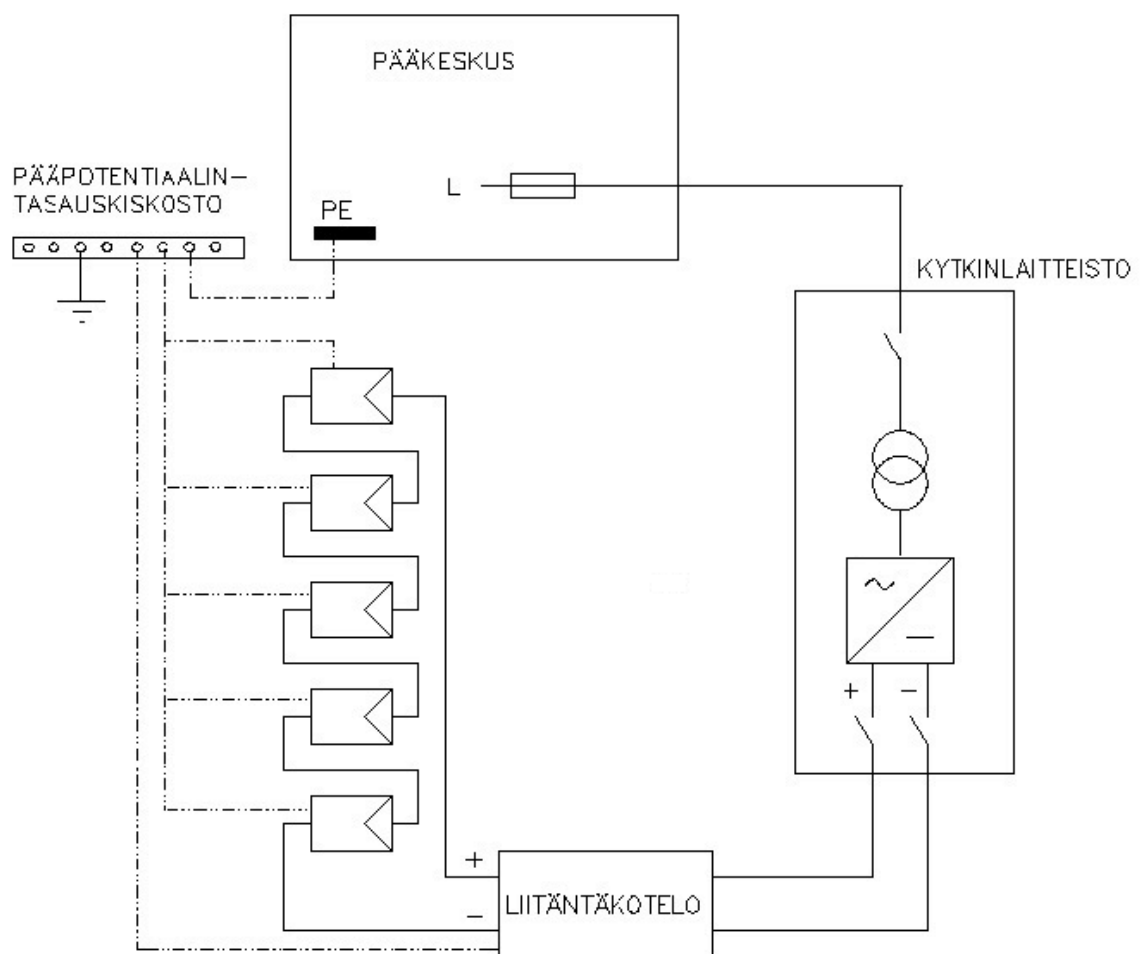 PÄÄKESKUS
PÄÄPOTENTIAALIN-
TASAUSKISKOSTO
L
PE
KYTKINLAITTEISTO
+ -
+
LIITÄNTÄKOTELO
-